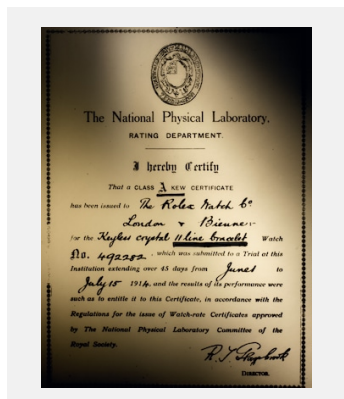 The National Physical Laboratory.
RATING DEPARTMENT.
I hereby Certify
That a CLASS A KEW CERTIFICATE
has been issued to The Rolex Watch Co
London & Bienne
for the Keyless crystal 11 line bracelet Watch
No. 492282, which was submitted to a Trial at this
Institution extending over 45 days from June 1 to
July 15 1914, and the results of its performance were
such as to entitle it to this Certificate, in accordance with the
Regulations for the issue of Watch-rate Certificates approved
by The National Physical Laboratory Committee of the
Royal Society.
DIRECTOR.